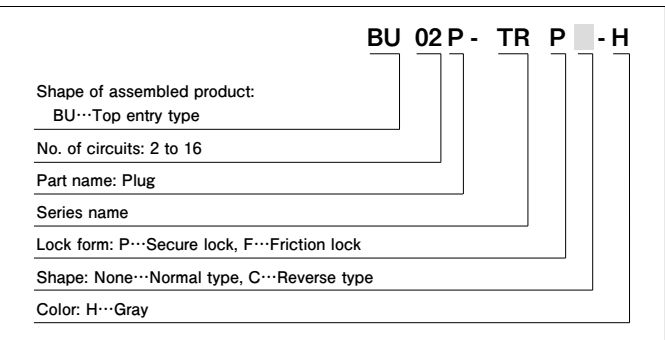 BU 02 P - TR P - H
Shape of assembled product:
BU⋯Top entry type
No. of circuits: 2 to 16
Part name: Plug
Series name
Lock form: P⋯Secure lock, F⋯Friction lock
Shape: None⋯Normal type, C⋯Reverse type
Color: H⋯Gray